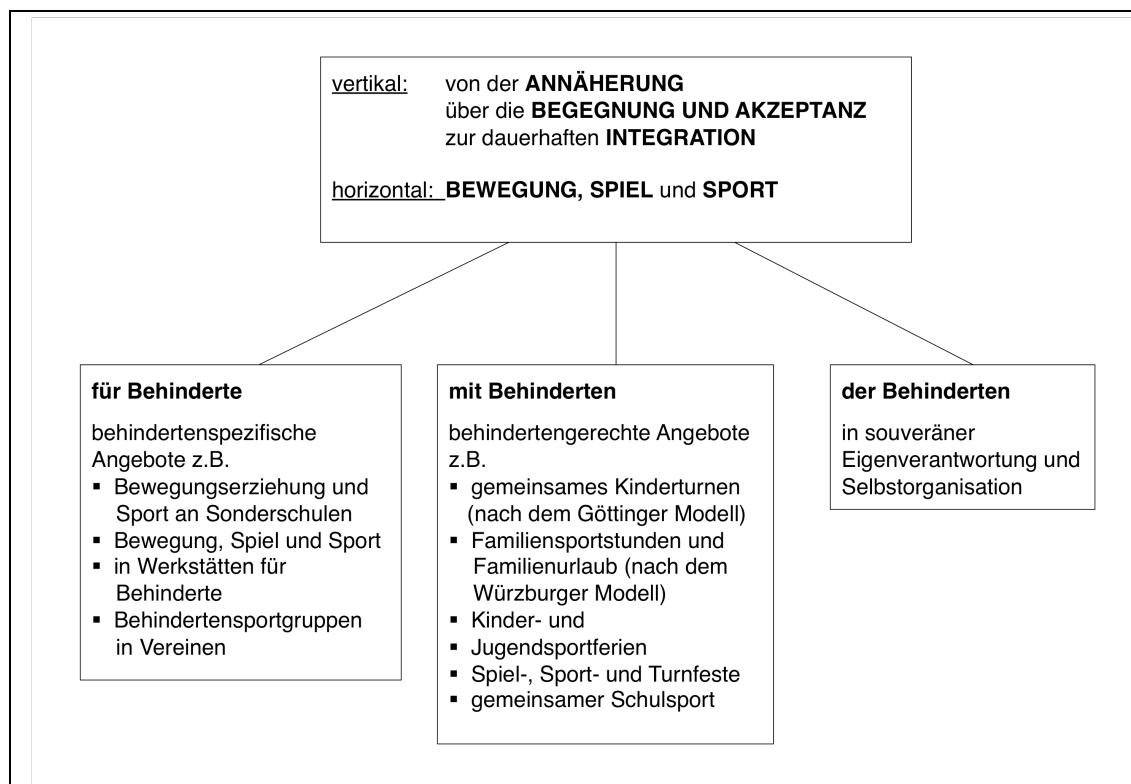 vertikal: von der ANNÄHERUNG
über die BEGEGNUNG UND AKZEPTANZ
zur dauerhaften INTEGRATION
horizontal: BEWEGUNG, SPIEL und SPORT
für Behinderte
behindertenspezifische
Angebote z.B.
▪ Bewegungserziehung und
Sport an Sonderschulen
▪ Bewegung, Spiel und Sport
▪ in Werkstätten für
Behinderte
▪ Behindertensportgruppen
in Vereinen
mit Behinderten
behindertengerechte Angebote
z.B.
▪ gemeinsames Kinderturnen
(nach dem Göttinger Modell)
▪ Familiensportstunden und
Familienurlaub (nach dem
Würzburger Modell)
▪ Kinder- und
▪ Jugendsportferien
▪ Spiel-, Sport- und Turnfeste
▪ gemeinsamer Schulsport
der Behinderten
in souveräner
Eigenverantwortung und
Selbstorganisation